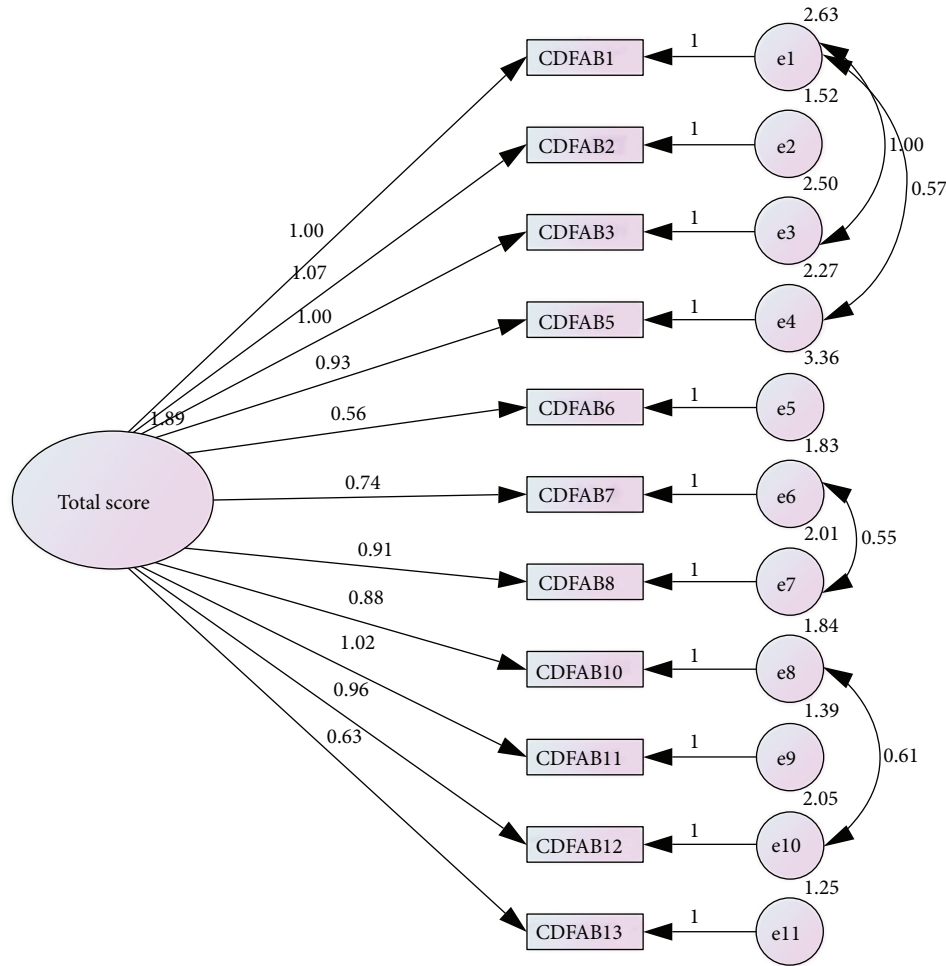 2.63
CDFAB1
1
e1
1.52
CDFAB2
1
e2
1.00
2.50
0.57
CDFAB3
1
e3
1.00
2.27
1.07
1.00
CDFAB5
1
e4
0.93
3.36
CDFAB6
1
e5
0.56
1.89
1.83
Total score
0.74
CDFAB7
1
e6
2.01
0.55
0.91
CDFAB8
1
e7
0.88
1.84
CDFAB10
1
e8
1.02
1.39
0.96
CDFAB11
1
e9
0.61
0.63
2.05
CDFAB12
1
e10
1.25
CDFAB13
1
e11